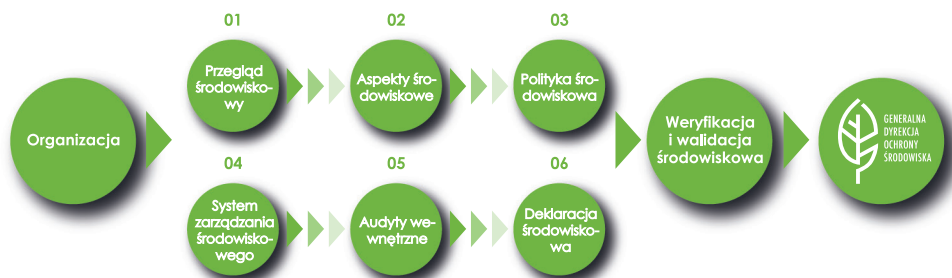 Organizacja
01
Przegląd
środowisko-
wy
02
Aspekty śro-
dowiskowe
03
Polityka śro-
dowiskowa
04
System
zarządzania
środowisko-
wego
05
Audyty we-
wnętrzne
06
Deklaracja
środowisko-
wa
Weryfikacja
i walidacja
środowiskowa
GENERALNA
DYREKCJA
OCHRONY
ŚRODOWISKA